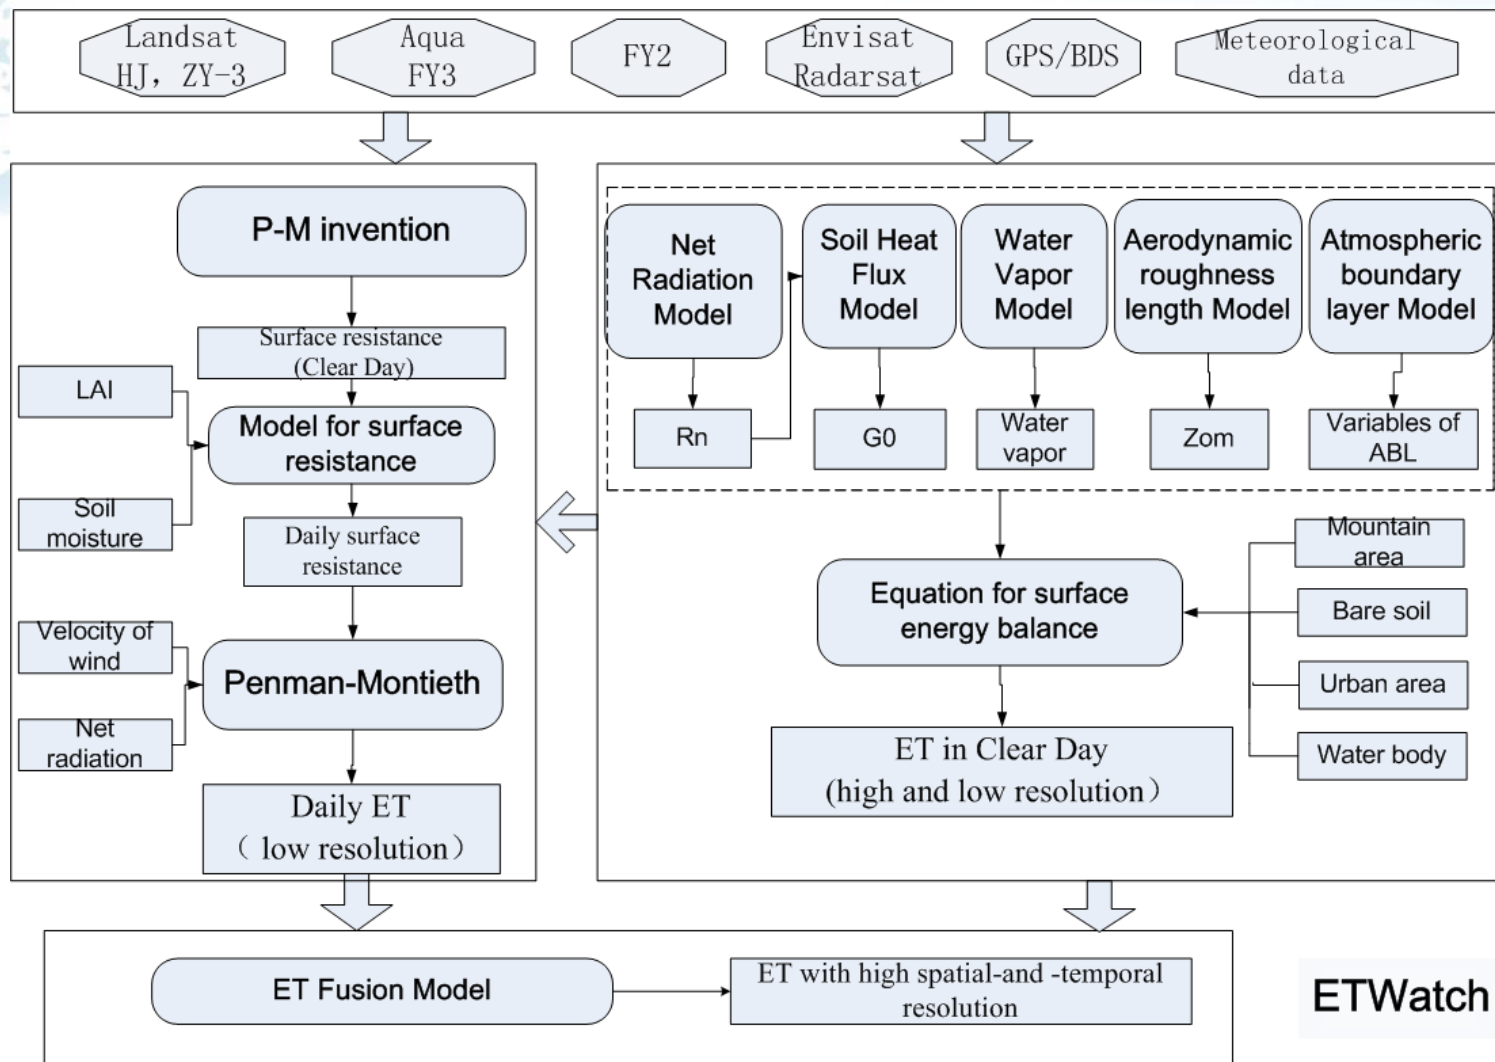 Landsat
HJ, ZY-3
Aqua
FY3
FY2
Envisat
Radarsat
GPS/BDS
Meteorological
data
P-M invention
Surface resistance
(Clear Day)
LAI
Model for surface
resistance
Soil
moisture
Daily surface
resistance
Velocity of
wind
Penman-Montieth
Net
radiation
Daily ET
( low resolution)
Net
Radiation
Model
Soil Heat
Flux
Model
Water
Vapor
Model
Aerodynamic
roughness
length Model
Atmospheric
boundary
layer Model
Rn
G0
Water
vapor
Zom
Variables of
ABL
Equation for surface
energy balance
Mountain
area
Bare soil
Urban area
Water body
ET in Clear Day
(high and low resolution)
ET Fusion Model
ET with high spatial-and -temporal
resolution
ETWatch